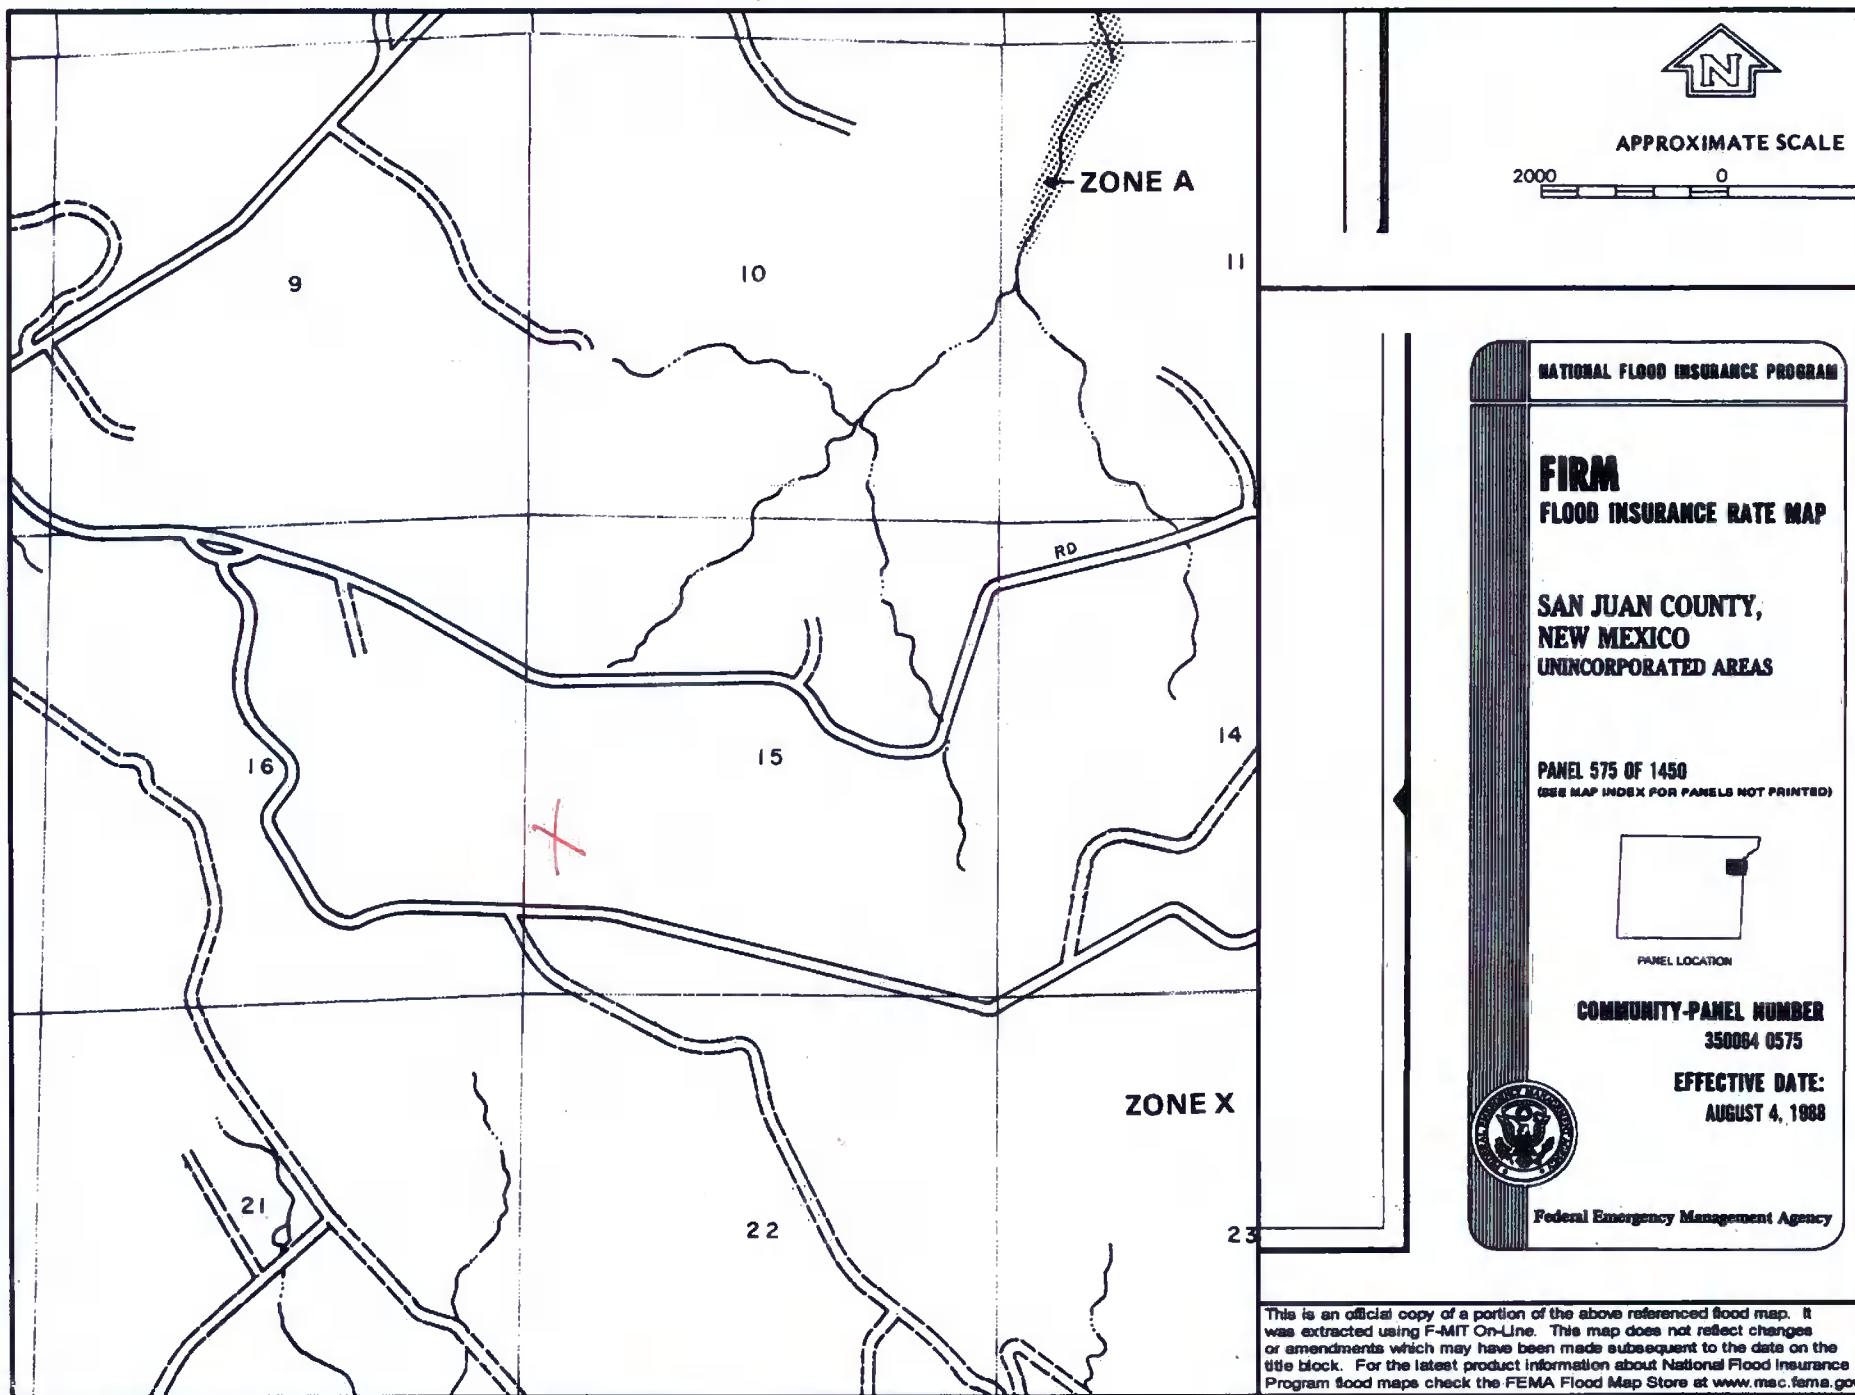 ZONE A
9
10
11
RD
16
15
14
ZONE X
21
22
23
N
APPROXIMATE SCALE
2000 0
NATIONAL FLOOD INSURANCE PROGRAM
FIRM
FLOOD INSURANCE RATE MAP
SAN JUAN COUNTY,
NEW MEXICO
UNINCORPORATED AREAS
PANEL 575 OF 1450
(SEE MAP INDEX FOR PANELS NOT PRINTED)
PANEL LOCATION
COMMUNITY-PANEL NUMBER
350064 0575
EFFECTIVE DATE:
AUGUST 4, 1988
Federal Emergency Management Agency
This is an official copy of a portion of the above referenced flood map. It
was extracted using F-MIT On-Line. This map does not reflect changes
or amendments which may have been made subsequent to the date on the
title block. For the latest product information about National Flood Insurance
Program flood maps check the FEMA Flood Map Store at www.msc.fema.gov